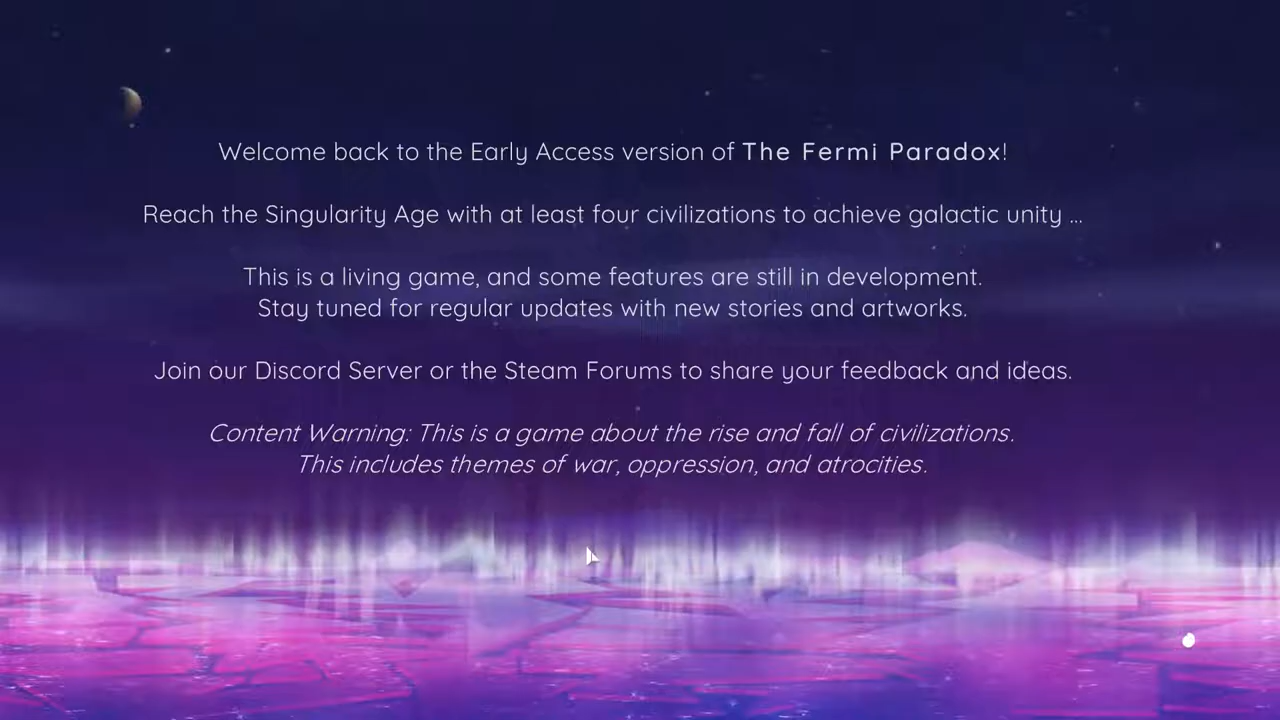 Welcome back to the Early Access version of The Fermi Paradox!
Reach the Singularity Age with at least four civilizations to achieve galactic unity ...
This is a living game, and some features are still in development.
Stay tuned for regular updates with new stories and artworks.
Join our Discord Server or the Steam Forums to share your feedback and ideas.
Content Warning: This is a game about the rise and fall of civilizations.
This includes themes of war, oppression, and atrocities.